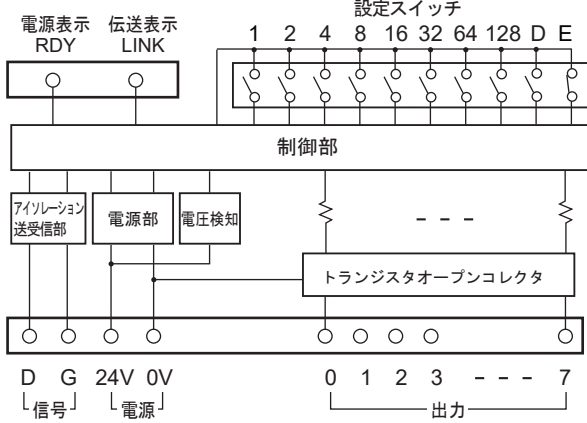 設定スイッチ
電源表示 伝送表示
RDY LINK
1 2 4 8 16 32 64 128 D E
制御部
アイソレーション
送受信部
電源部
電圧検知
トランジスタオープンコレクタ
D G 24V 0V 0 1 2 3 7
信号 電源 出力